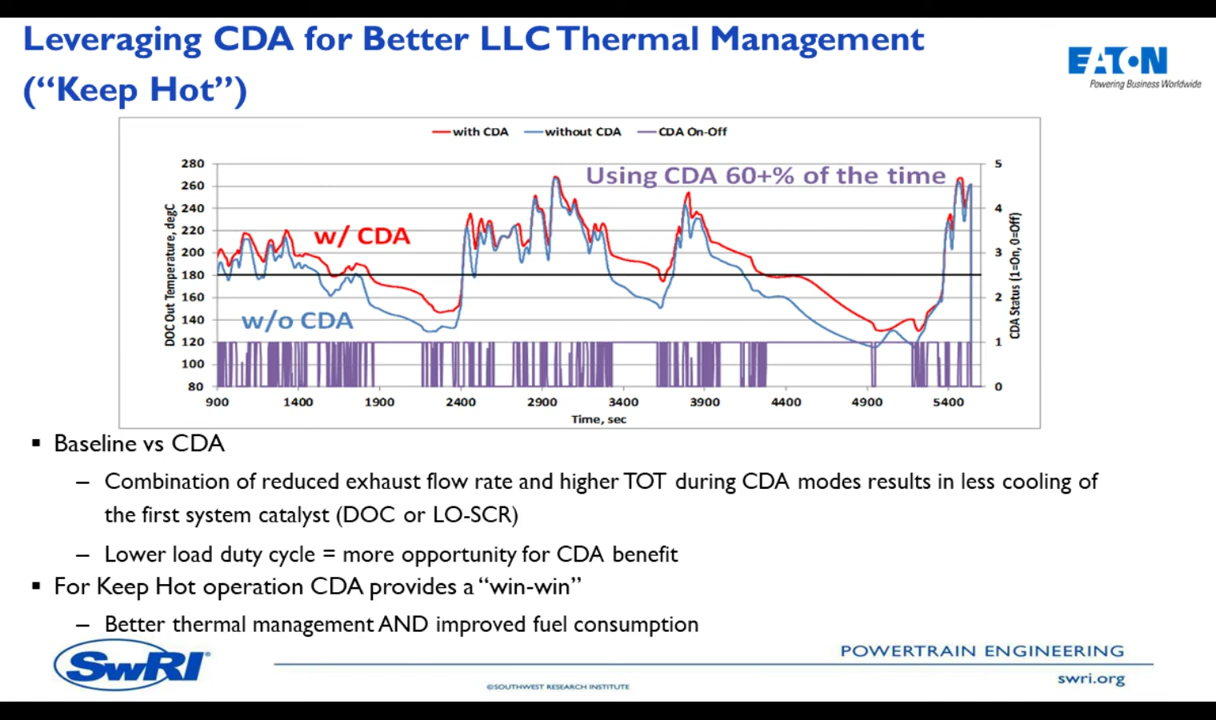 Leveraging CDA for Better LLC Thermal Management
(“Keep Hot”)
EATON
Powering Business Worldwide
with CDA
without CDA
CDA On-Off
Using CDA 60+% of the time
w/ CDA
w/o CDA
DOC Out Temperature, degC
280
260
240
220
200
180
160
140
120
100
80
5
4
3
2
1
0
CDA Status (1=On, 0=Off)
900 1400 1900 2400 2900 3400 3900 4400 4900 5400
Time, sec
▪ Baseline vs CDA
– Combination of reduced exhaust flow rate and higher TOT during CDA modes results in less cooling of
the first system catalyst (DOC or LO-SCR)
– Lower load duty cycle = more opportunity for CDA benefit
▪ For Keep Hot operation CDA provides a “win-win”
– Better thermal management AND improved fuel consumption
SwRI®
©SOUTHWEST RESEARCH INSTITUTE
POWERTRAIN ENGINEERING
swri.org